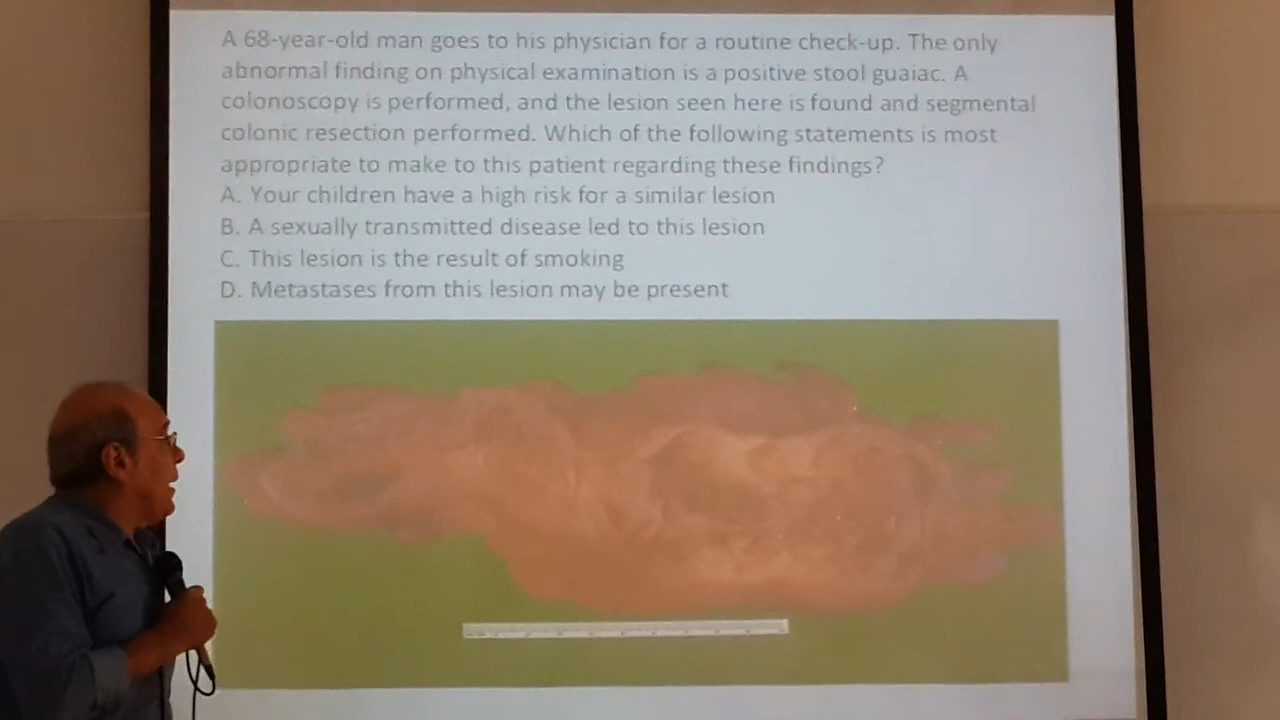 A 68-year-old man goes to his physician for a routine check-up. The only
abnormal finding on physical examination is a positive stool guaiac. A
colonoscopy is performed, and the lesion seen here is found and segmental
colonic resection performed. Which of the following statements is most
appropriate to make to this patient regarding these findings?
A. Your children have a high risk for a similar lesion
B. A sexually transmitted disease led to this lesion
C. This lesion is the result of smoking
D. Metastases from this lesion may be present